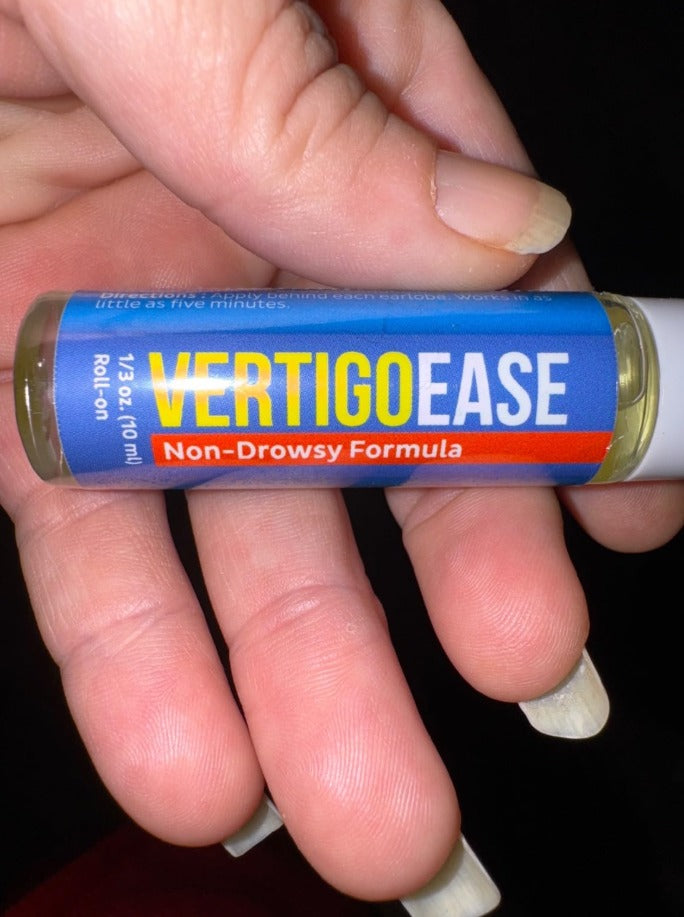 Directions : Apply behind each earlobe. Works in as
little as five minutes.
VERTIGOEASE
Non-Drowsy Formula
1/3 oz. (10 ml)
Roll-on